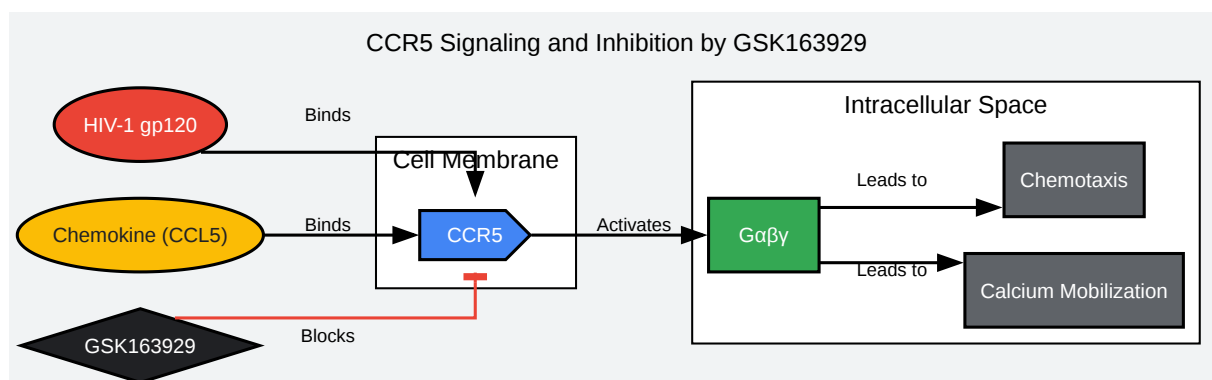 CCR5 Signaling and Inhibition by GSK163929
Intracellular Space
HIV-1 gp120
Binds
Cell Membrane
Leads to
Chemotaxis
Chemokine (CCL5)
Binds
CCR5
Activates
Gαβγ
Leads to
Calcium Mobilization
GSK163929
Blocks